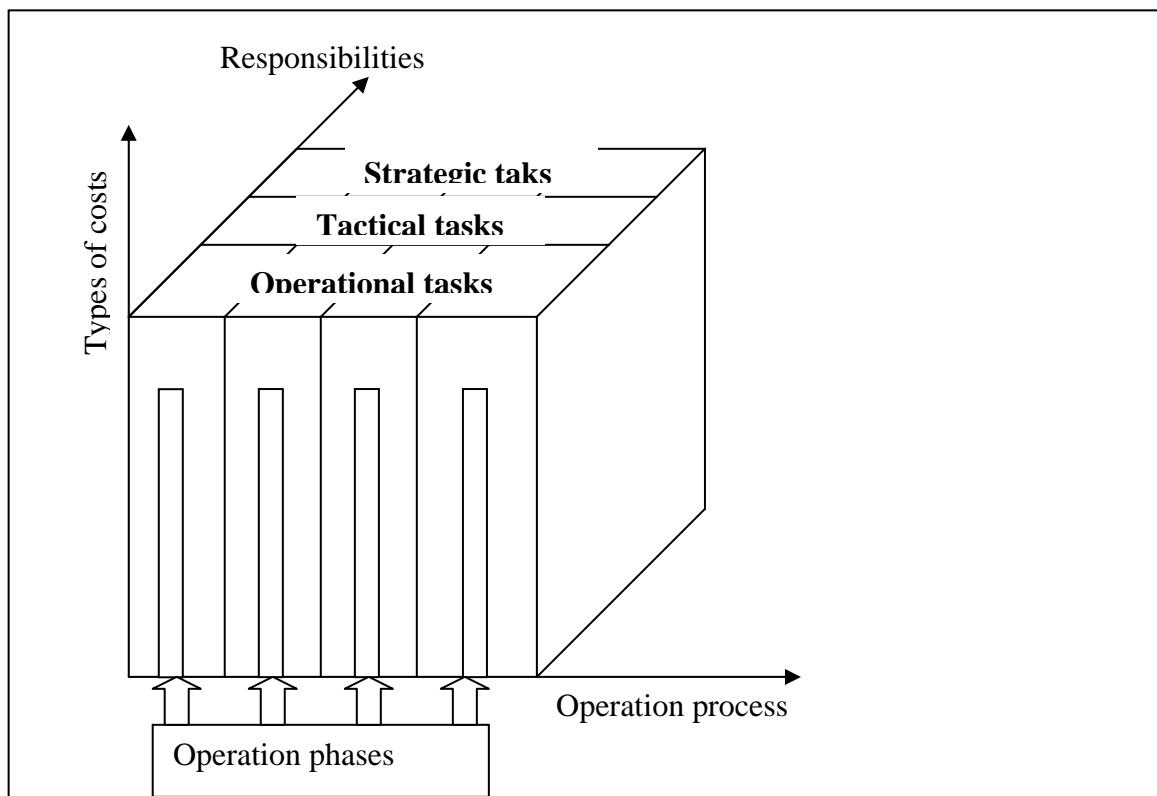 Responsibilities
Types of costs
Strategic taks
Tactical tasks
Operational tasks
Operation process
Operation phases